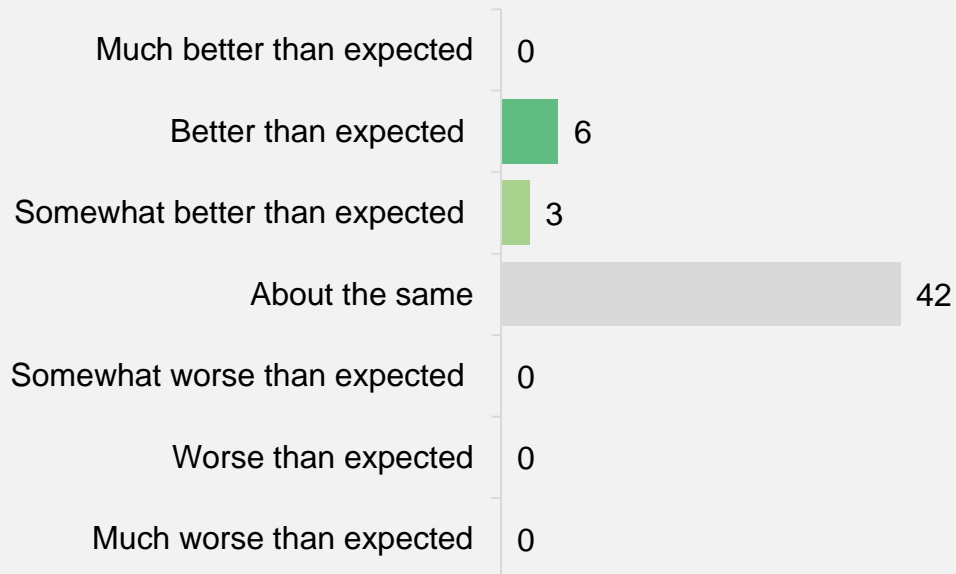 Much better than expected 0
Better than expected 6
Somewhat better than expected 3
About the same 42
Somewhat worse than expected 0
Worse than expected 0
Much worse than expected 0